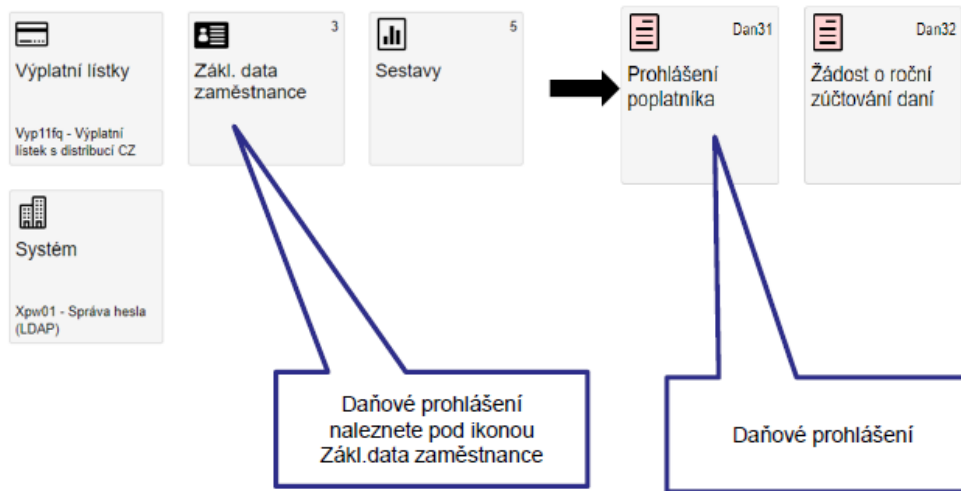 Výplatní lístky
Vyp11fq - Výplatní
lístek s distribucí CZ
3
Zákl. data
zaměstnance
5
Sestavy
Dan31
Prohlášení
poplatníka
Dan32
Žádost o roční
zúčtování daní
Systém
Xpw01 - Správa hesla
(LDAP)
Daňové prohlášení
naleznete pod ikonou
Zákl.data zaměstnance
Daňové prohlášení